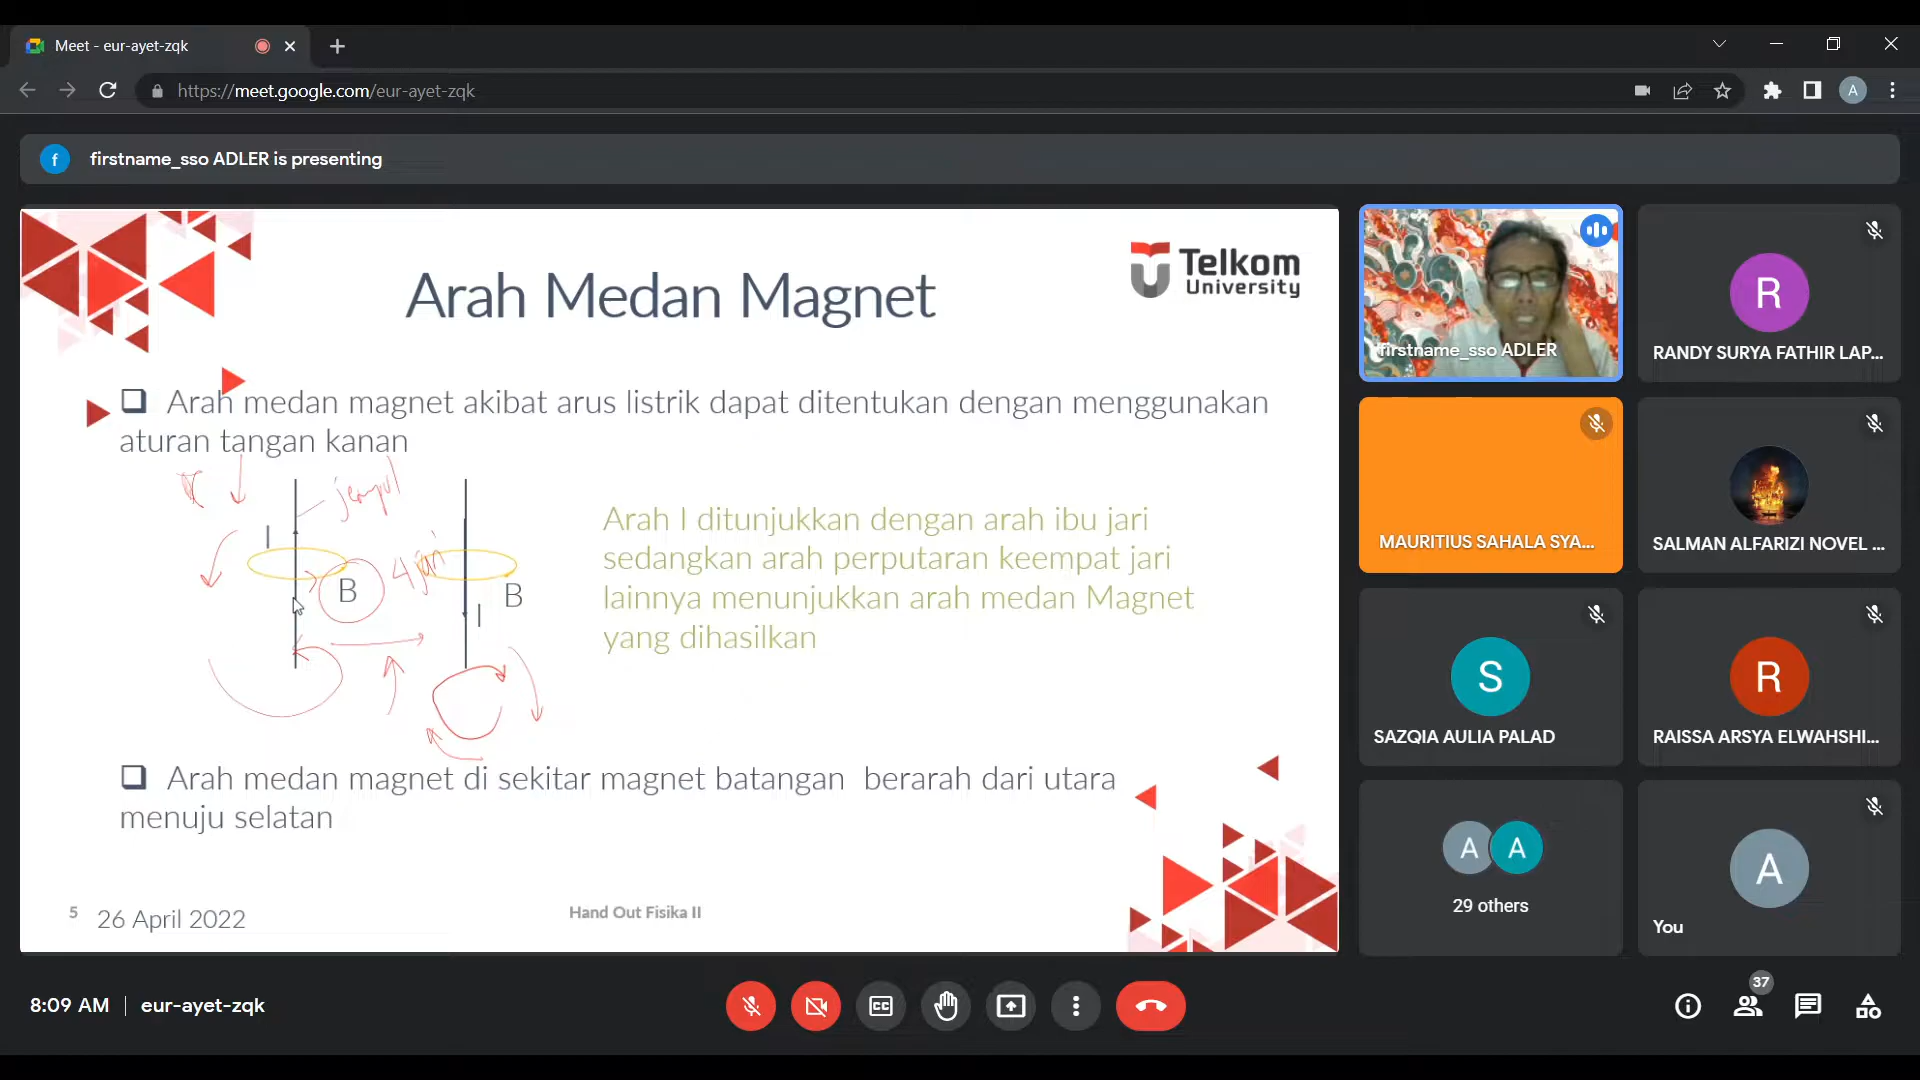 Meet - eur-ayet-zqk
https://meet.google.com/eur-ayet-zqk
A
f
firstname_sso ADLER is presenting
Telkom
University
Arah Medan Magnet
Arah medan magnet akibat arus listrik dapat ditentukan dengan menggunakan
aturan tangan kanan
jempol
I
4 jari
B
B
I
Arah I ditunjukkan dengan arah ibu jari
sedangkan arah perputaran keempat jari
lainnya menunjukkan arah medan Magnet
yang dihasilkan
Arah medan magnet di sekitar magnet batangan berarah dari utara
menuju selatan
5
26 April 2022
Hand Out Fisika II
firstname_sso ADLER
R
RANDY SURYA FATHIR LAP...
MAURITIUS SAHALA SYA...
SALMAN ALFARIZI NOVEL ...
S
SAZQIA AULIA PALAD
R
RAISSA ARSYA ELWAHSHI...
A A
29 others
A
You
8:09 AM | eur-ayet-zqk
CC
37